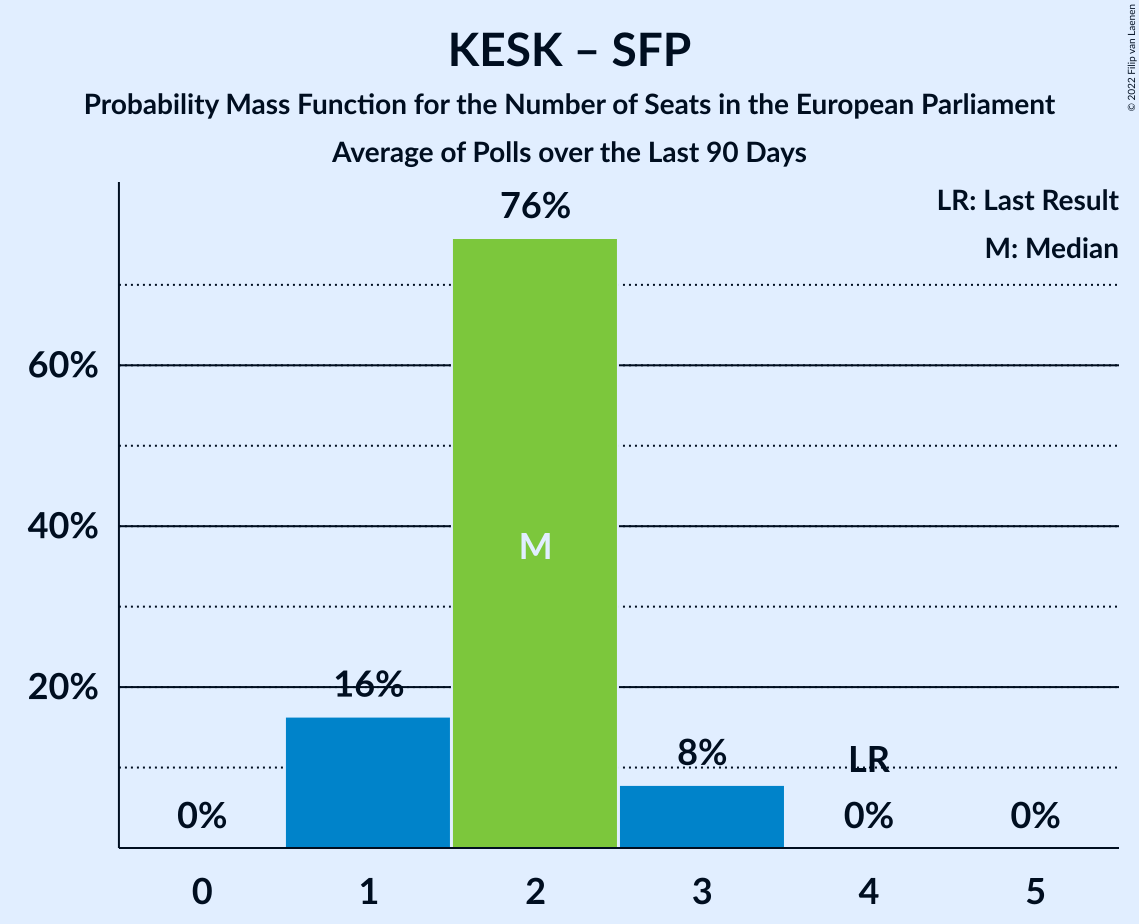 KESK – SFP
Probability Mass Function for the Number of Seats in the European Parliament
Average of Polls over the Last 90 Days
© 2022 Filip van Laenen
LR: Last Result
M: Median
76%
60%
40%
M
20%
16%
8%
LR
0%
0%
0%
0 1 2 3 4 5